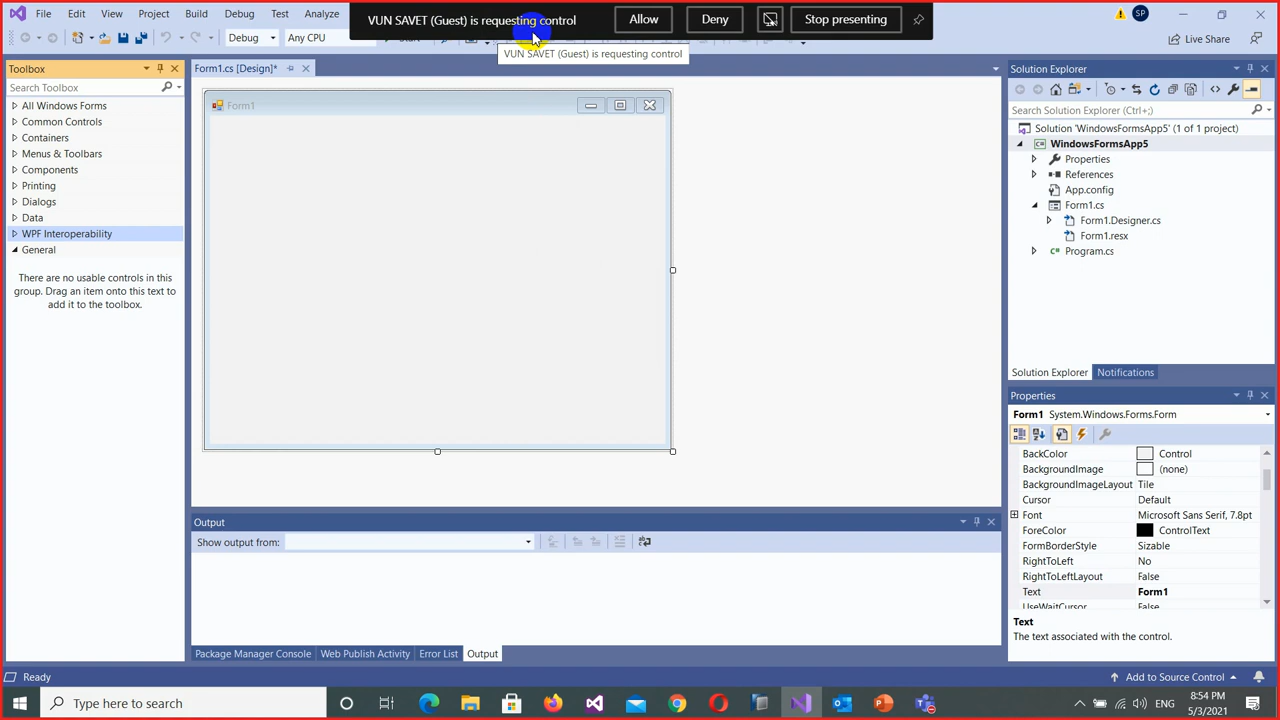 File Edit View Project Build Debug Test Analyze
VUN SAVET (Guest) is requesting control Allow Deny Stop presenting
SP
Debug Any CPU
Live Share
VUN SAVET (Guest) is requesting control
Toolbox
Search Toolbox
All Windows Forms
Common Controls
Containers
Menus & Toolbars
Components
Printing
Dialogs
Data
WPF Interoperability
General
There are no usable controls in this
group. Drag an item onto this text to
add it to the toolbox.
Form1.cs [Design]*
Form1
Output
Show output from:
Package Manager Console Web Publish Activity Error List Output
Solution Explorer
Search Solution Explorer (Ctrl+;)
Solution 'WindowsFormsApp5' (1 of 1 project)
WindowsFormsApp5
Properties
References
App.config
Form1.cs
Form1.Designer.cs
Form1.resx
Program.cs
Solution Explorer Notifications
Properties
Form1 System.Windows.Forms.Form
BackColor Control
BackgroundImage (none)
BackgroundImageLayout Tile
Cursor Default
Font Microsoft Sans Serif, 7.8pt
ForeColor ControlText
FormBorderStyle Sizable
RightToLeft No
RightToLeftLayout False
Text Form1
UseWaitCursor False
Text
The text associated with the control.
Ready
Add to Source Control
Type here to search
ENG
8:54 PM
5/3/2021